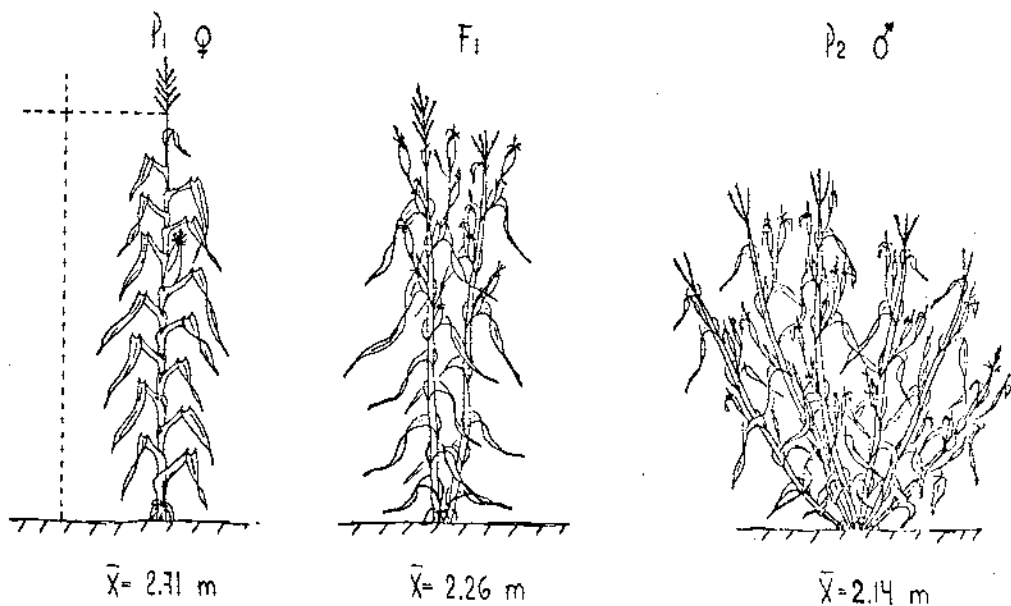 P1 ♀
F1
P2 ♂
X̄= 2.71 m
X̄= 2.26 m
X̄= 2.14 m